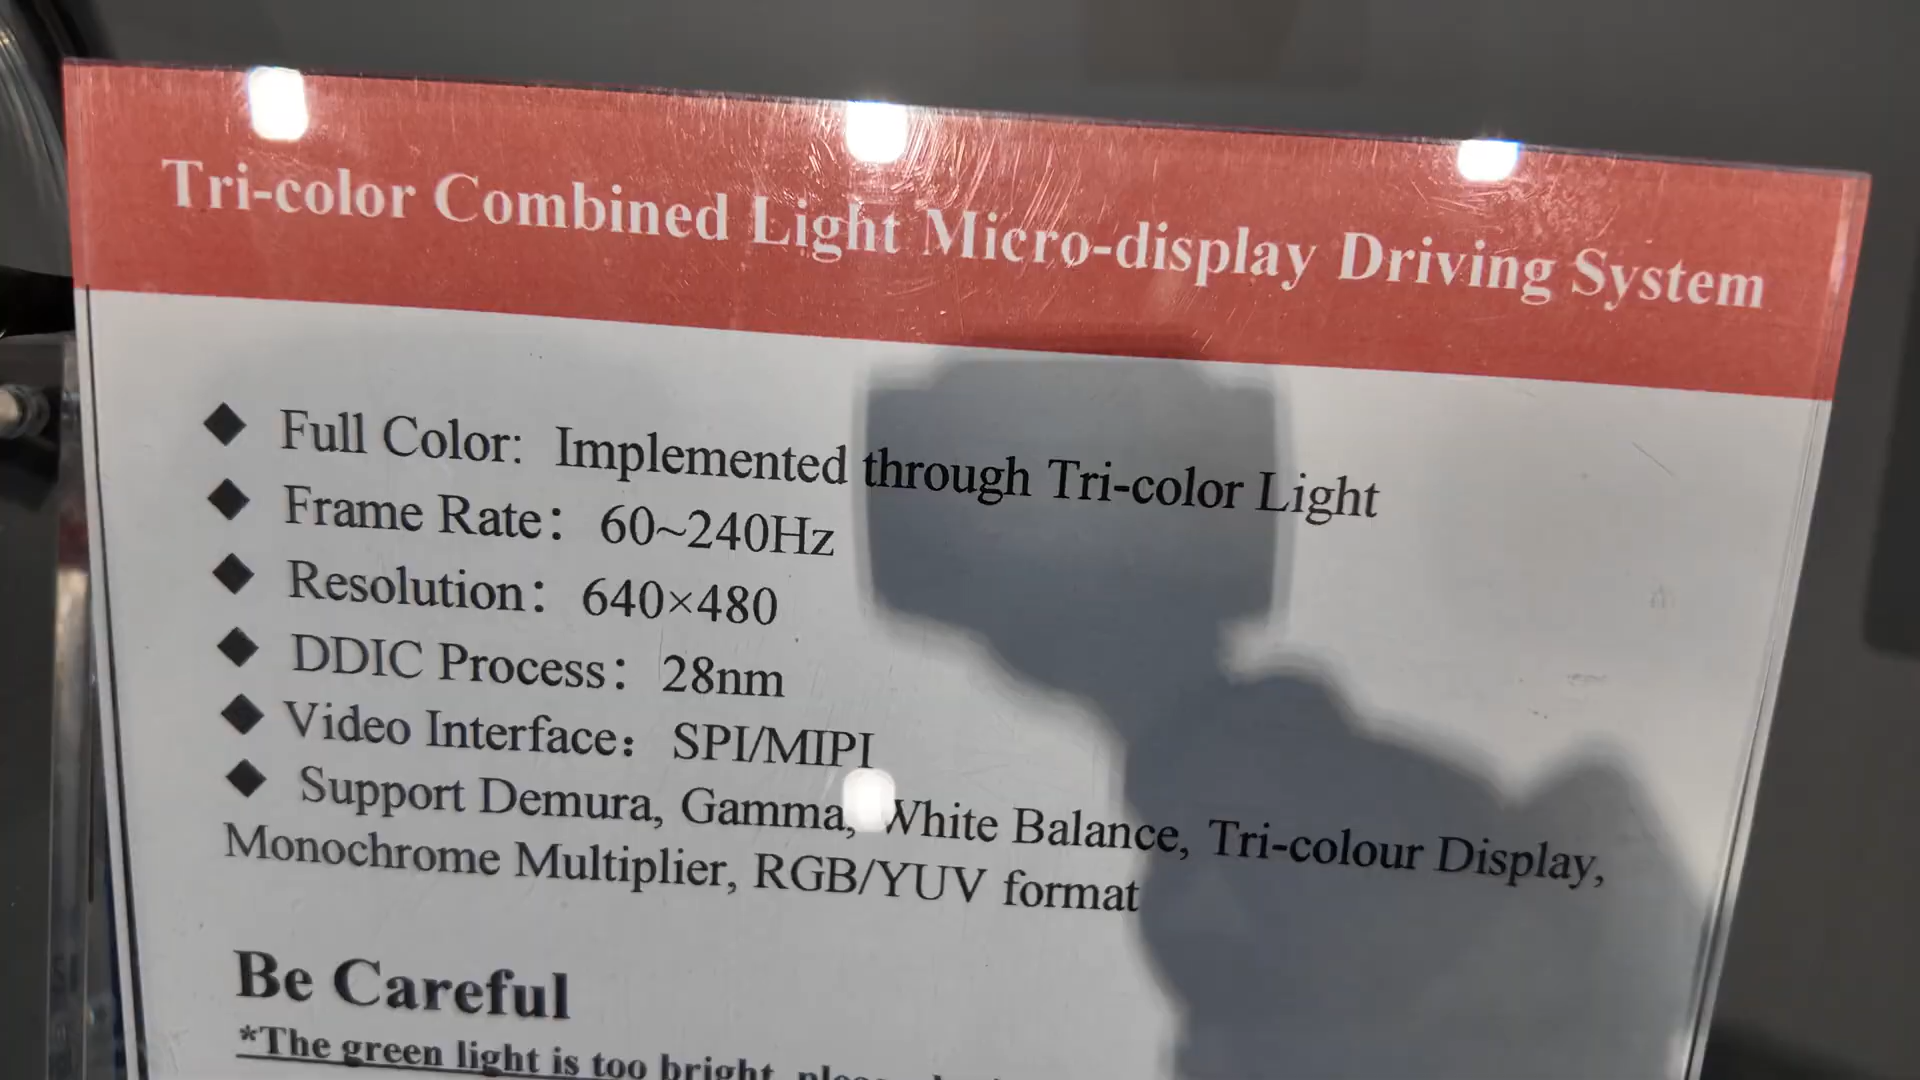 Tri-color Combined Light Micro-display Driving System
◆ Full Color: Implemented through Tri-color Light
◆ Frame Rate: 60~240Hz
◆ Resolution: 640×480
◆ DDIC Process: 28nm
◆ Video Interface: SPI/MIPI
◆ Support Demura, Gamma, White Balance, Tri-colour Display,
Monochrome Multiplier, RGB/YUV format
Be Careful
*The green light is too bright,